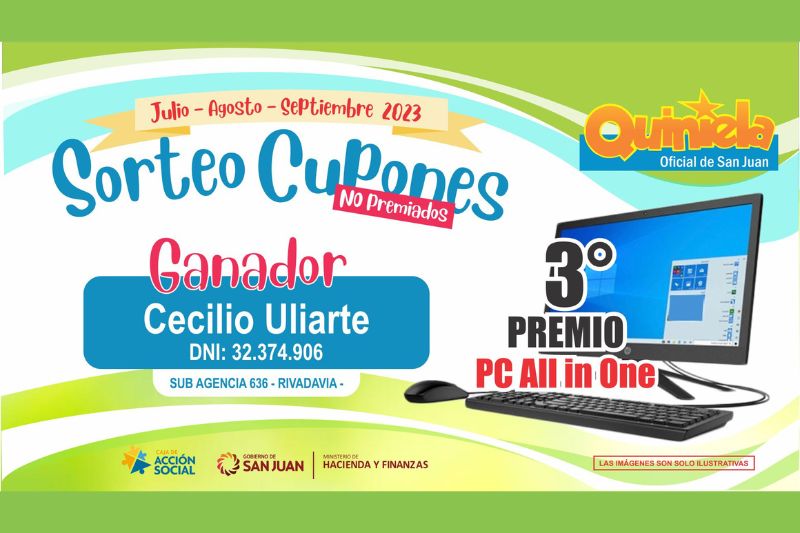 Julio - Agosto - Septiembre 2023
Sorteo Cupones
NO Premiados
Quiniela
Oficial de San Juan
Ganador
Cecilio Uliarte
DNI: 32.374.906
SUB AGENCIA 636 - RIVADAVIA -
3°
PREMIO
PC All in One
CAJA DE
ACCIÓN
SOCIAL
GOBIERNO DE
SAN JUAN
MINISTERIO DE
HACIENDA Y FINANZAS
LAS IMÁGENES SON SOLO ILUSTRATIVAS